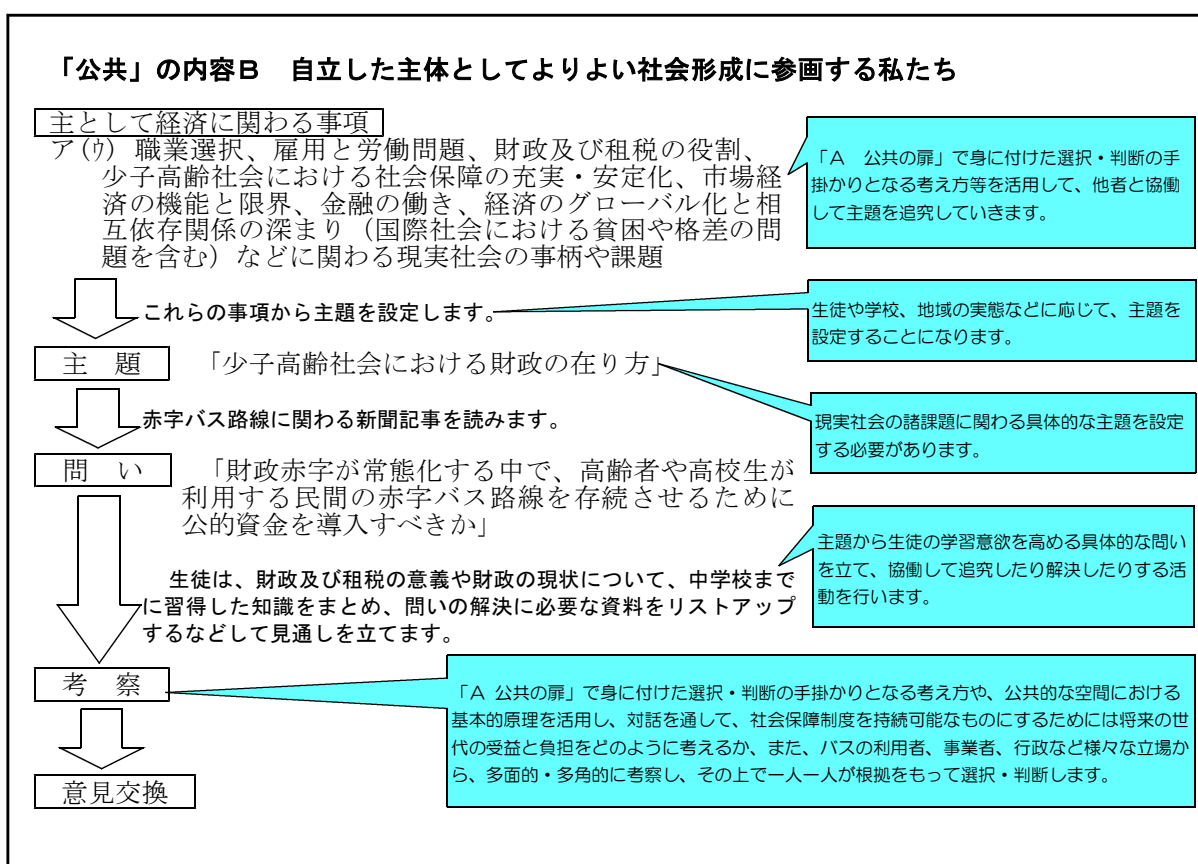 「公共」の内容Ｂ　自立した主体としてよりよい社会形成に参画する私たち
主として経済に関わる事項
ア(ｳ) 職業選択、雇用と労働問題、財政及び租税の役割、
少子高齢社会における社会保障の充実・安定化、市場経
済の機能と限界、金融の働き、経済のグローバル化と相
互依存関係の深まり（国際社会における貧困や格差の問
題を含む）などに関わる現実社会の事柄や課題
「Ａ　公共の扉」で身に付けた選択・判断の手
掛かりとなる考え方等を活用して、他者と協働
して主題を追究していきます。
これらの事項から主題を設定します。
生徒や学校、地域の実態などに応じて、主題を
設定することになります。
主　題
「少子高齢社会における財政の在り方」
赤字バス路線に関わる新聞記事を読みます。
現実社会の諸課題に関わる具体的な主題を設定
する必要があります。
問　い
「財政赤字が常態化する中で、高齢者や高校生が
利用する民間の赤字バス路線を存続させるために
公的資金を導入すべきか」
主題から生徒の学習意欲を高める具体的な問い
を立て、協働して追究したり解決したりする活
動を行います。
生徒は、財政及び租税の意義や財政の現状について、中学校まで
に習得した知識をまとめ、問いの解決に必要な資料をリストアップ
するなどして見通しを立てます。
考　察
「Ａ　公共の扉」で身に付けた選択・判断の手掛かりとなる考え方や、公共的な空間における
基本的原理を活用し、対話を通して、社会保障制度を持続可能なものにするためには将来の世
代の受益と負担をどのように考えるか、また、バスの利用者、事業者、行政など様々な立場か
ら、多面的・多角的に考察し、その上で一人一人が根拠をもって選択・判断します。
意見交換